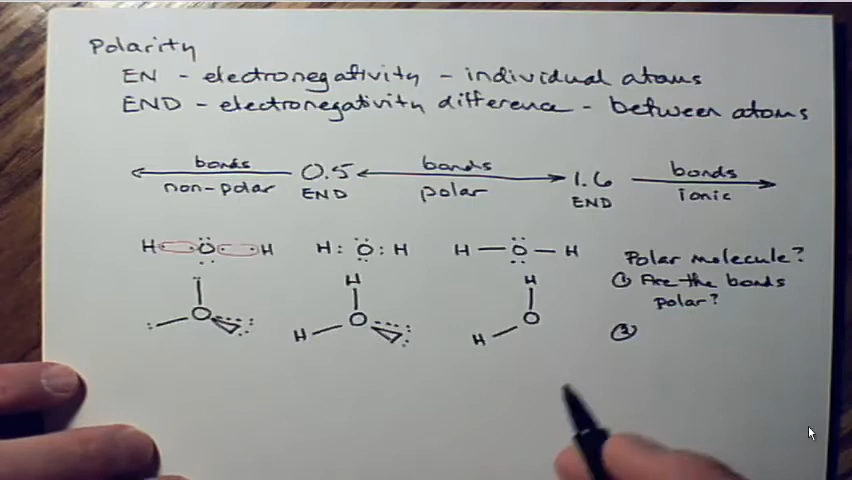 Polarity
EN - electronegativity - individual atoms
END - electronegativity difference - between atoms
bonds 0.5 bonds 1.6 bonds
non-polar END polar END ionic
H O H H : O : H H — O — H Polar molecule?
① Are the bonds
polar?
②
O H O H O H H